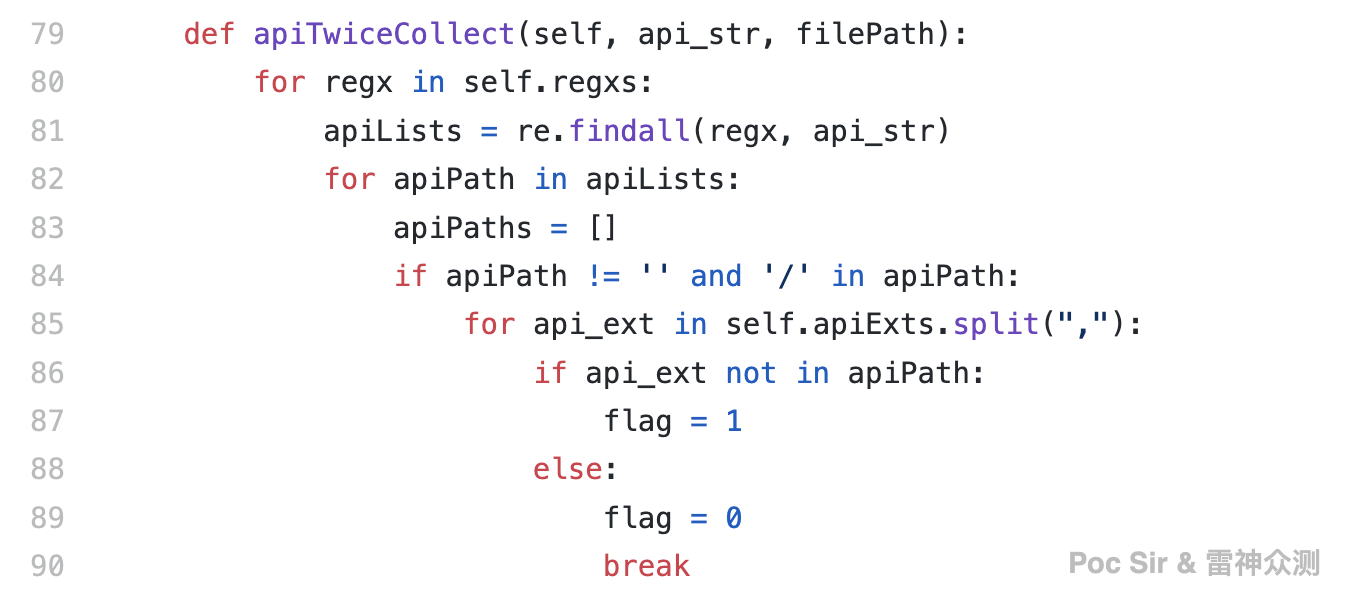 79 def apiTwiceCollect(self, api_str, filePath):
80 for regx in self.regxs:
81 apiLists = re.findall(regx, api_str)
82 for apiPath in apiLists:
83 apiPaths = []
84 if apiPath != '' and '/' in apiPath:
85 for api_ext in self.apiExts.split(","):
86 if api_ext not in apiPath:
87 flag = 1
88 else:
89 flag = 0
90 break
Poc Sir & 雷神众测